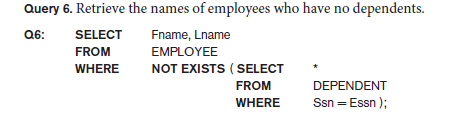 Query 6. Retrieve the names of employees who have no dependents.
Q6: SELECT Fname, Lname
FROM EMPLOYEE
WHERE NOT EXISTS ( SELECT *
FROM DEPENDENT
WHERE Ssn = Essn );